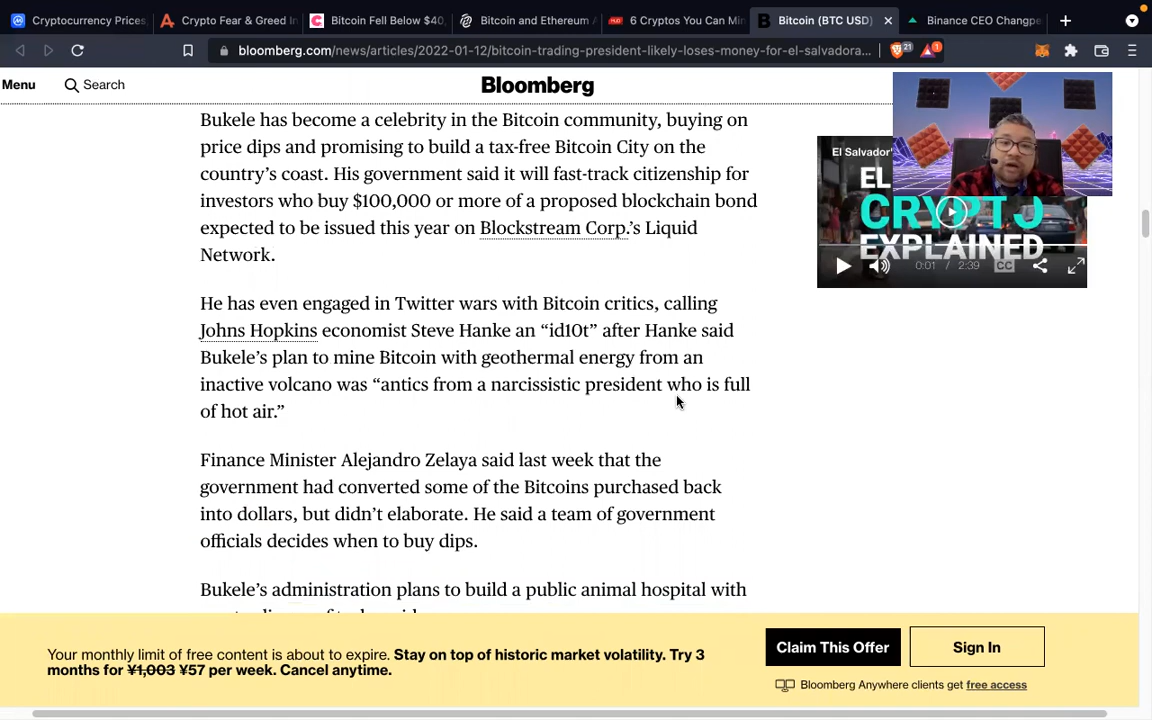 Cryptocurrency Prices,
Crypto Fear & Greed In
Bitcoin Fell Below $40,
Bitcoin and Ethereum
6 Cryptos You Can Min
Bitcoin (BTC USD)
Binance CEO Changpe
bloomberg.com/news/articles/2022-01-12/bitcoin-trading-president-likely-loses-money-for-el-salvadora...
21
1
Menu
Search
Bloomberg
Bukele has become a celebrity in the Bitcoin community, buying on
price dips and promising to build a tax-free Bitcoin City on the
country's coast. His government said it will fast-track citizenship for
investors who buy $100,000 or more of a proposed blockchain bond
expected to be issued this year on Blockstream Corp.'s Liquid
Network.
He has even engaged in Twitter wars with Bitcoin critics, calling
Johns Hopkins economist Steve Hanke an “id10t” after Hanke said
Bukele's plan to mine Bitcoin with geothermal energy from an
inactive volcano was “antics from a narcissistic president who is full
of hot air.”
Finance Minister Alejandro Zelaya said last week that the
government had converted some of the Bitcoins purchased back
into dollars, but didn't elaborate. He said a team of government
officials decides when to buy dips.
Bukele's administration plans to build a public animal hospital with
El Salvador'
EL
CRYPTO
EXPLAINED
0:01 / 2:39
CC
Your monthly limit of free content is about to expire. Stay on top of historic market volatility. Try 3
months for ¥1,003 ¥57 per week. Cancel anytime.
Claim This Offer
Sign In
Bloomberg Anywhere clients get free access